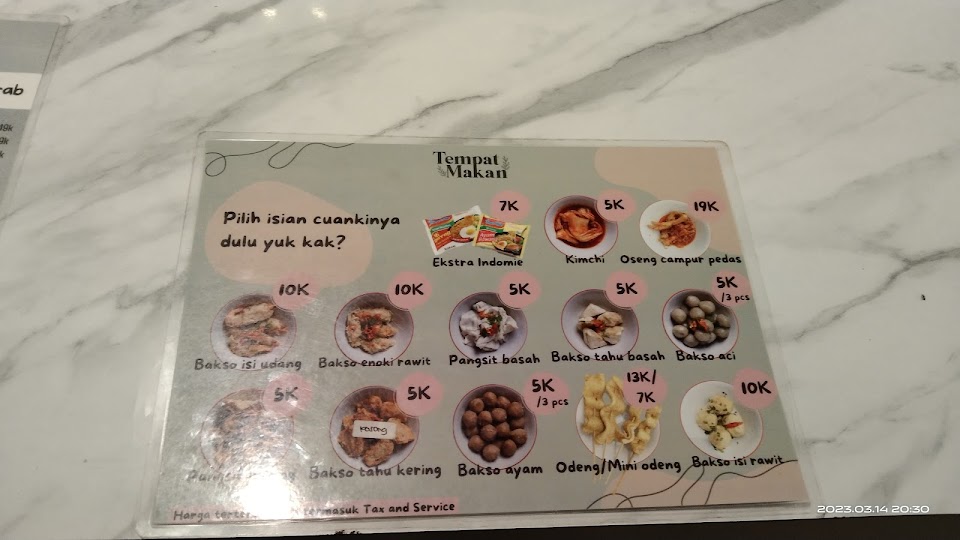 rab
Tempat
Makan
Pilih isian cuankinya
dulu yuk kak?
7K
Ekstra Indomie
5K
Kimchi
19K
Oseng campur pedas
10K
Bakso isi udang
10K
Bakso enoki rawit
5K
Pangsit basah
5K
Bakso tahu basah
5K
/3 pcs
Bakso aci
5K
5K
kosong
Bakso tahu kering
5K
/3 pcs
Bakso ayam
13K/
7K
Odeng/Mini odeng
10K
Bakso isi rawit
Harga Tax and Service
2023.03.14 20:30